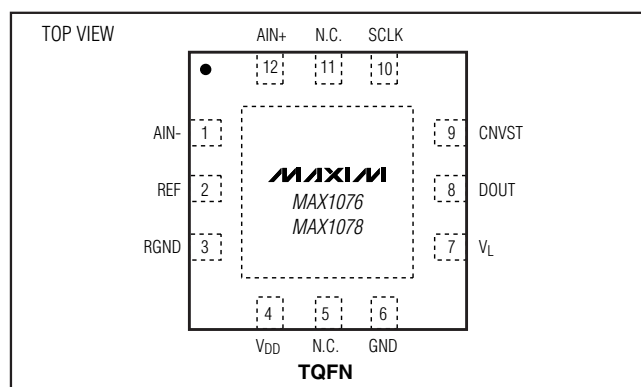 TOP VIEW
AIN+ N.C. SCLK
12 11 10
AIN- 1
9 CNVST
REF 2
8 DOUT
RGND 3
7 VL
MAXIM
MAX1076
MAX1078
4 5 6
VDD N.C. GND
TQFN